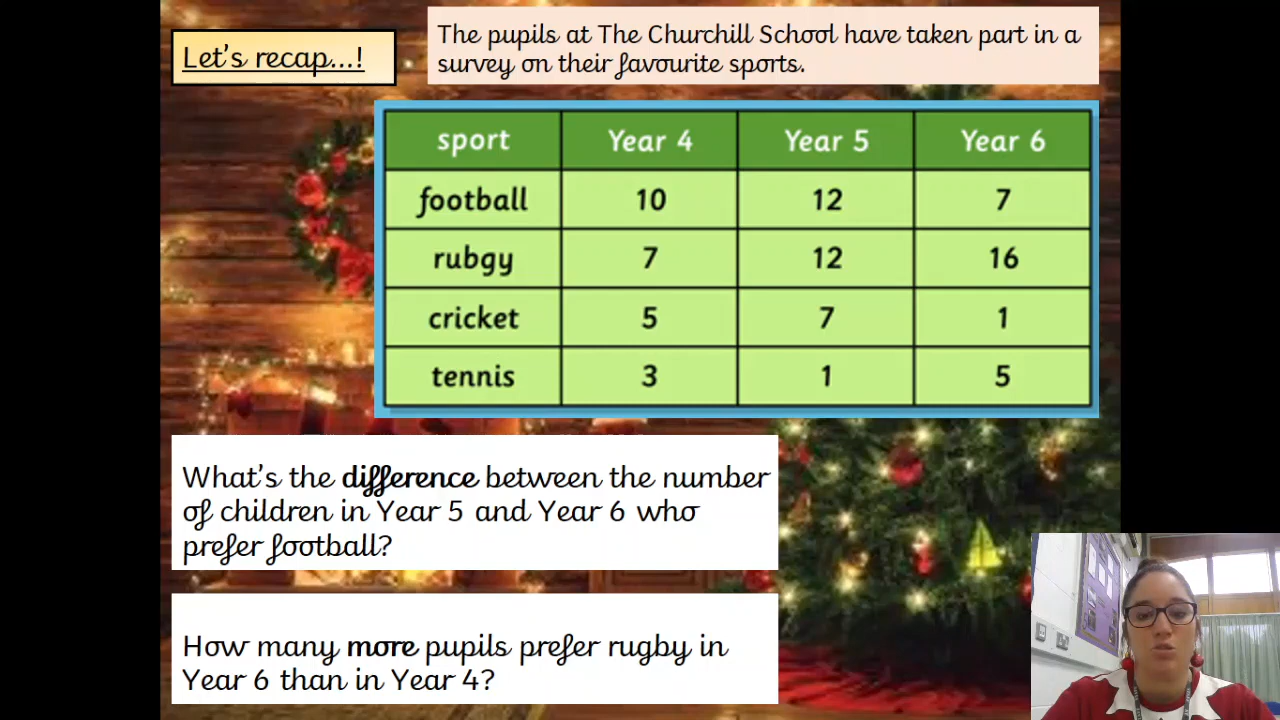 Let's recap...!
The pupils at The Churchill School have taken part in a
survey on their favourite sports.
sport Year 4 Year 5 Year 6
football 10 12 7
rubgy 7 12 16
cricket 5 7 1
tennis 3 1 5
What's the difference between the number
of children in Year 5 and Year 6 who
prefer football?
How many more pupils prefer rugby in
Year 6 than in Year 4?